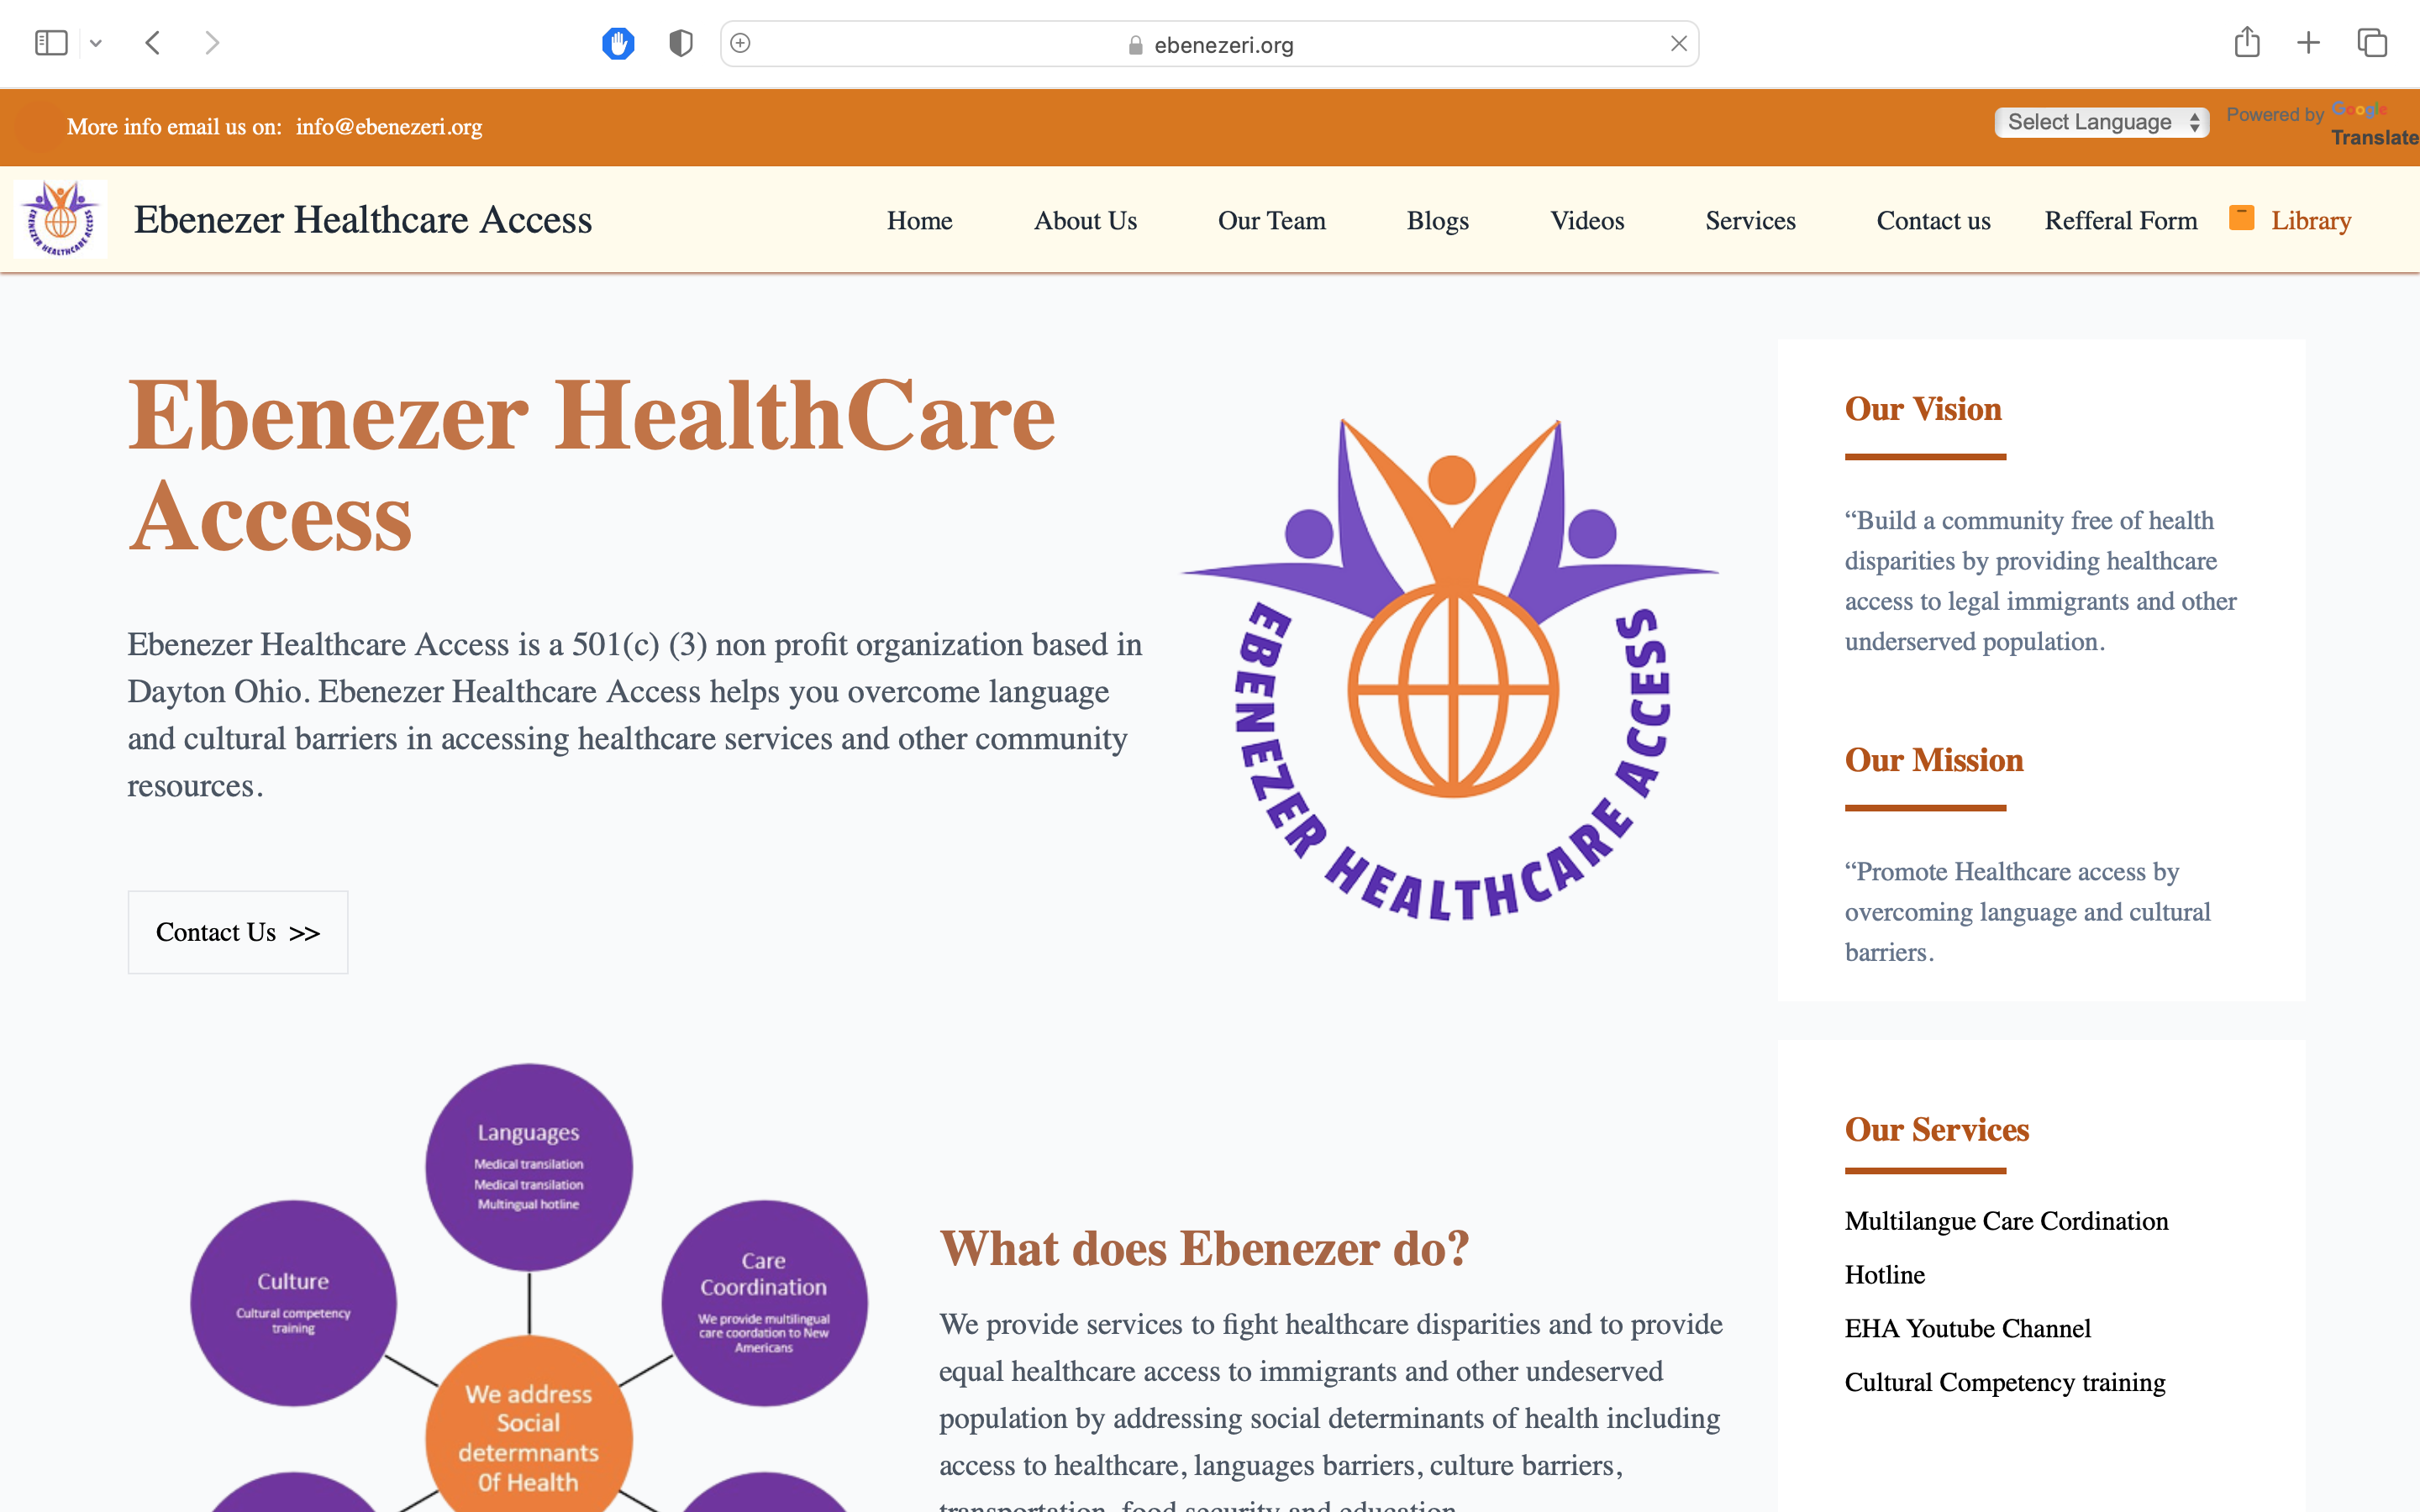 ebenezeri.org
More info email us on: info@ebenezeri.org
Select Language
Powered by Google Translate
Ebenezer Healthcare Access
Home
About Us
Our Team
Blogs
Videos
Services
Contact us
Refferal Form
Library
Ebenezer HealthCare
Access
Ebenezer Healthcare Access is a 501(c) (3) non profit organization based in
Dayton Ohio. Ebenezer Healthcare Access helps you overcome language
and cultural barriers in accessing healthcare services and other community
resources.
Contact Us >>
EBENEZER HEALTHCARE ACCESS
Our Vision
“Build a community free of health
disparities by providing healthcare
access to legal immigrants and other
underserved population.
Our Mission
“Promote Healthcare access by
overcoming language and cultural
barriers.
Languages
Medical transilation
Medical transilation
Multingual hotline
Culture
Cultural competency
training
Care
Coordination
We provide multilingual
care coordation to New
Americans
We address
Social
determnants
0f Health
What does Ebenezer do?
We provide services to fight healthcare disparities and to provide
equal healthcare access to immigrants and other undeserved
population by addressing social determinants of health including
access to healthcare, languages barriers, culture barriers,
transportation, food security and education
Our Services
Multilangue Care Cordination
Hotline
EHA Youtube Channel
Cultural Competency training